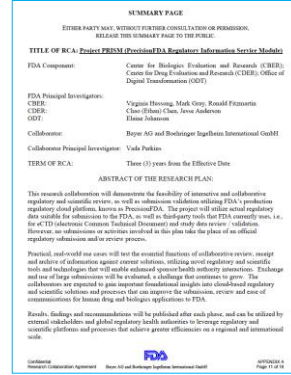 SUMMARY PAGE
EITHER PARTY MAY, WITHOUT FURTHER CONSULTATION OR PERMISSION,
RELEASE THIS SUMMARY PAGE TO THE PUBLIC.
TITLE OF RCA: Project PRISM (PrecisionFDA Regulatory Information Service Module)
FDA Component: Center for Biologics Evaluation and Research (CBER);
Center for Drug Evaluation and Research (CDER); Office of
Digital Transformation (ODT)
FDA Principal Investigators:
CBER: Virginia Hussong, Mark Gray, Ronald Fitzmartin
CDER: Chao (Ethan) Chen, Jesse Anderson
ODT: Elaine Johanson
Collaborator: Bayer AG and Boehringer Ingelheim International GmbH
Collaborator Principal Investigator: Vada Perkins
TERM OF RCA: Three (3) years from the Effective Date
ABSTRACT OF THE RESEARCH PLAN:
This research collaboration will demonstrate the feasibility of interactive and collaborative
regulatory and scientific review, as well as submission validation utilizing FDA's production
regulatory cloud platform, known as PrecisionFDA. The project will utilize actual regulatory
data suitable for submission to the FDA, as well as third-party tools that FDA currently uses, i.e.,
for eCTD (electronic Common Technical Document) and study data review / validation.
However, no submissions or activities involved in this plan take the place of an official
regulatory submission and/or review process.
Practical, real-world use cases will test the essential functions of collaborative review, receipt
and archive of information against current solutions, utilizing novel regulatory and scientific
tools and technologies that will enable enhanced sponsor/health authority interactions. Exchange
and use of large submissions will be evaluated, a challenge that continues to grow. The
collaborators are expected to gain important foundational insights into cloud-based regulatory
and scientific solutions and processes that can improve the submission, review and ease of
communications for human drug and biologics applications to FDA.
Results, findings and recommendations will be published after each phase, and can be utilized by
external stakeholders and global regulatory health authorities to leverage regulatory and
scientific platforms and processes that achieve greater efficiencies on a regional and international
scale.
Confidential
Research Collaboration Agreement Bayer AG and Boehringer Ingelheim International GmbH
FDA
APPENDIX A
Page 11 of 18